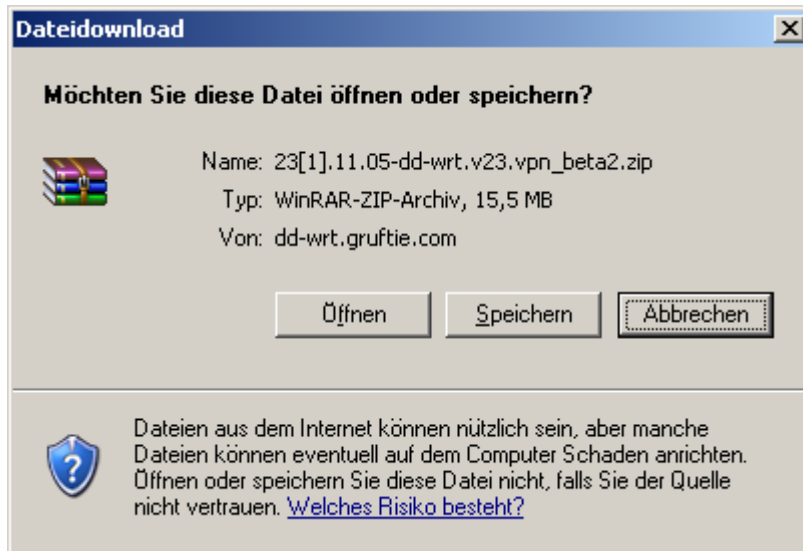 Dateidownload
Möchten Sie diese Datei öffnen oder speichern?
Name: 23[1].11.05-dd-wrt.v23.vpn_beta2.zip
Typ: WinRAR-ZIP-Archiv, 15,5 MB
Von: dd-wrt.gruftie.com
Öffnen Speichern Abbrechen
Dateien aus dem Internet können nützlich sein, aber manche
Dateien können eventuell auf dem Computer Schaden anrichten.
Öffnen oder speichern Sie diese Datei nicht, falls Sie der Quelle
nicht vertrauen. Welches Risiko besteht?